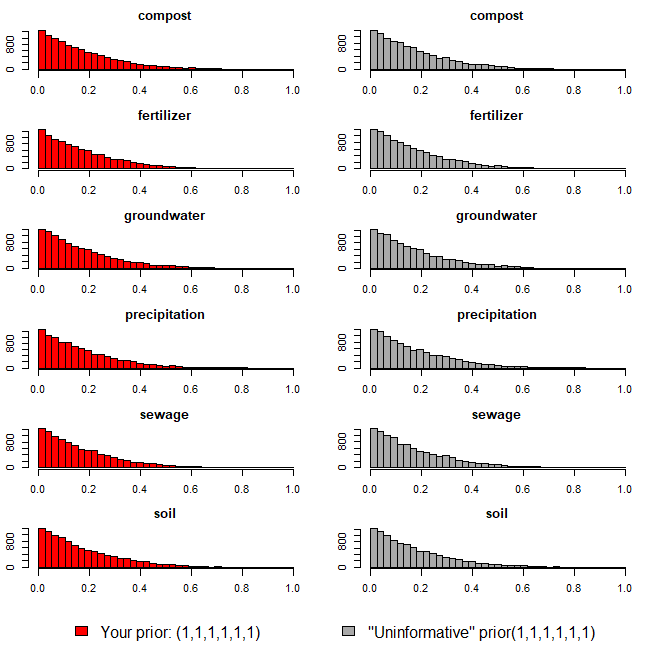 compost compost
800 800
0 0
0.0 0.2 0.4 0.6 0.8 1.0 0.0 0.2 0.4 0.6 0.8 1.0
fertilizer fertilizer
800 800
0 0
0.0 0.2 0.4 0.6 0.8 1.0 0.0 0.2 0.4 0.6 0.8 1.0
groundwater groundwater
800 800
0 0
0.0 0.2 0.4 0.6 0.8 1.0 0.0 0.2 0.4 0.6 0.8 1.0
precipitation precipitation
800 800
0 0
0.0 0.2 0.4 0.6 0.8 1.0 0.0 0.2 0.4 0.6 0.8 1.0
sewage sewage
800 800
0 0
0.0 0.2 0.4 0.6 0.8 1.0 0.0 0.2 0.4 0.6 0.8 1.0
soil soil
800 800
0 0
0.0 0.2 0.4 0.6 0.8 1.0 0.0 0.2 0.4 0.6 0.8 1.0
Your prior: (1,1,1,1,1,1) "Uninformative" prior(1,1,1,1,1,1)